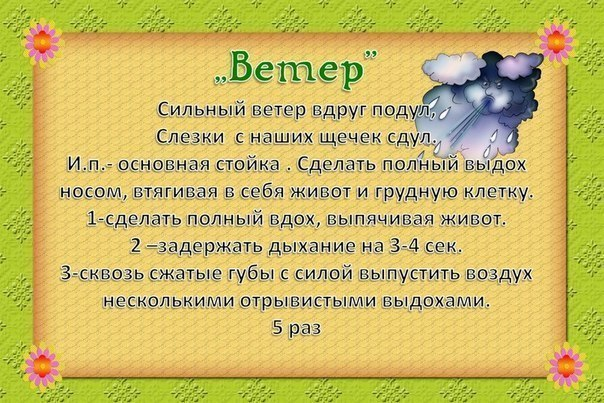 „Ветер”
Сильный ветер вдруг подул,
Слезки с наших щечек сдул.
И.п.- основная стойка . Сделать полный выдох
носом, втягивая в себя живот и грудную клетку.
1-сделать полный вдох, выпячивая живот.
2 –задержать дыхание на 3-4 сек.
3-сквозь сжатые губы с силой выпустить воздух
несколькими отрывистыми выдохами.
5 раз